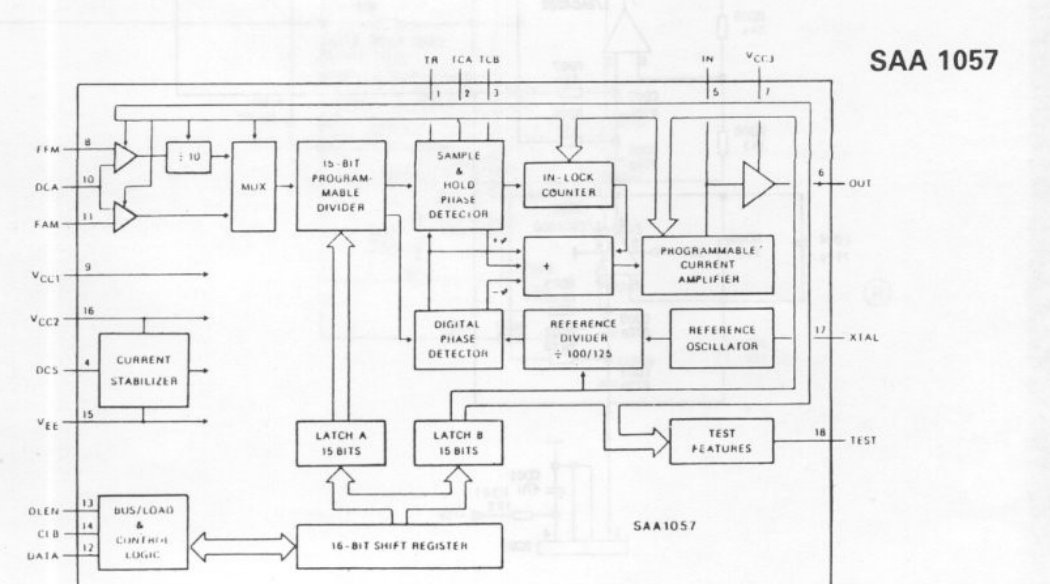 SAA 1057
TR TCA TCB IN VCC3
1 2 3 5 7
FFM 8
DCA 10
FAM 11
÷ 10
MUX
15-BIT
PROGRAM-
MABLE
DIVIDER
SAMPLE
&
HOLD
PHASE
DETECTOR
IN-LOCK
COUNTER
6 OUT
+
PROGRAMMABLE
CURRENT
AMPLIFIER
VCC1 9
VCC2 16
DCS 4
VEE 15
CURRENT
STABILIZER
DIGITAL
PHASE
DETECTOR
REFERENCE
DIVIDER
÷ 100/125
REFERENCE
OSCILLATOR
17 XTAL
LATCH A
15 BITS
LATCH B
15 BITS
TEST
FEATURES
18 TEST
DLEN 13
CLB 14
DATA 12
BUS/LOAD
&
CONTROL
LOGIC
16-BIT SHIFT REGISTER
SAA1057